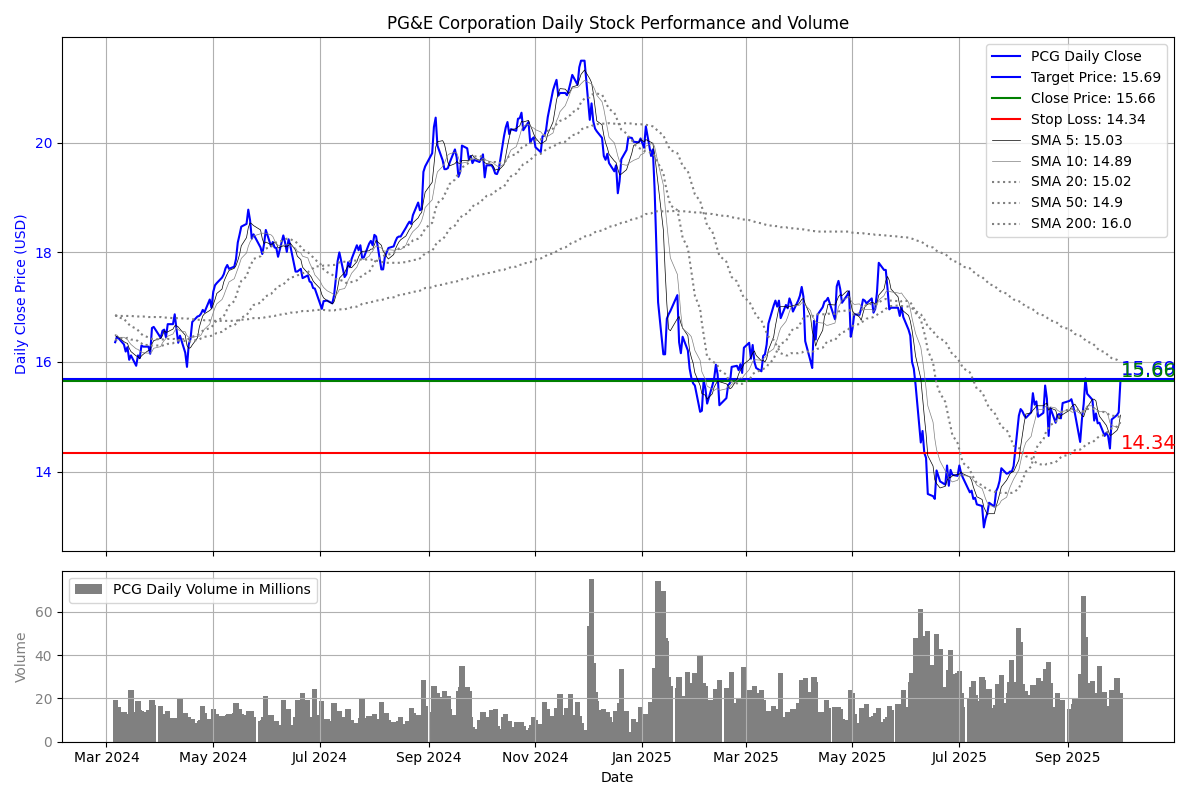 PG&E Corporation Daily Stock Performance and Volume
Daily Close Price (USD)
20
18
16
14
PCG Daily Close
Target Price: 15.69
Close Price: 15.66
Stop Loss: 14.34
SMA 5: 15.03
SMA 10: 14.89
SMA 20: 15.02
SMA 50: 14.9
SMA 200: 16.0
15.69
15.66
14.34
Volume
60
40
20
0
PCG Daily Volume in Millions
Mar 2024
May 2024
Jul 2024
Sep 2024
Nov 2024
Jan 2025
Mar 2025
May 2025
Jul 2025
Sep 2025
Date